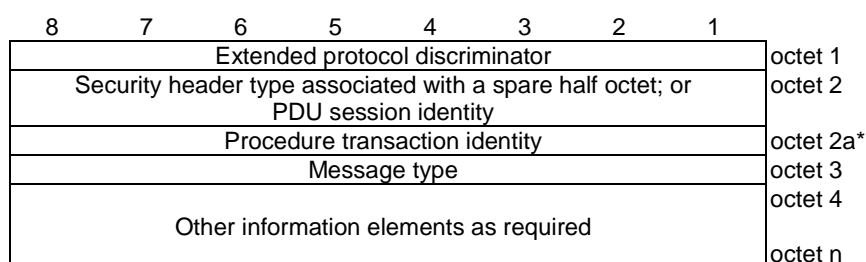 8 7 6 5 4 3 2 1
Extended protocol discriminator octet 1
Security header type associated with a spare half octet; or octet 2
PDU session identity
Procedure transaction identity octet 2a*
Message type octet 3
octet 4
Other information elements as required
octet n